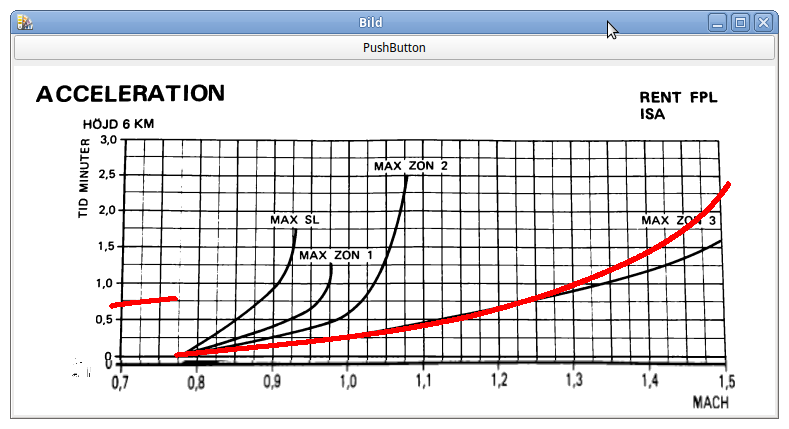 Bild
PushButton
ACCELERATION
RENT FPL
ISA
HÖJD 6 KM
TID MINUTER
3,0
2,5
2,0
1,5
1,0
0,5
0
0
MAX ZON 2
MAX SL
MAX ZON 3
MAX ZON 1
0,7 0,8 0,9 1,0 1,1 1,2 1,3 1,4 1,5
MACH